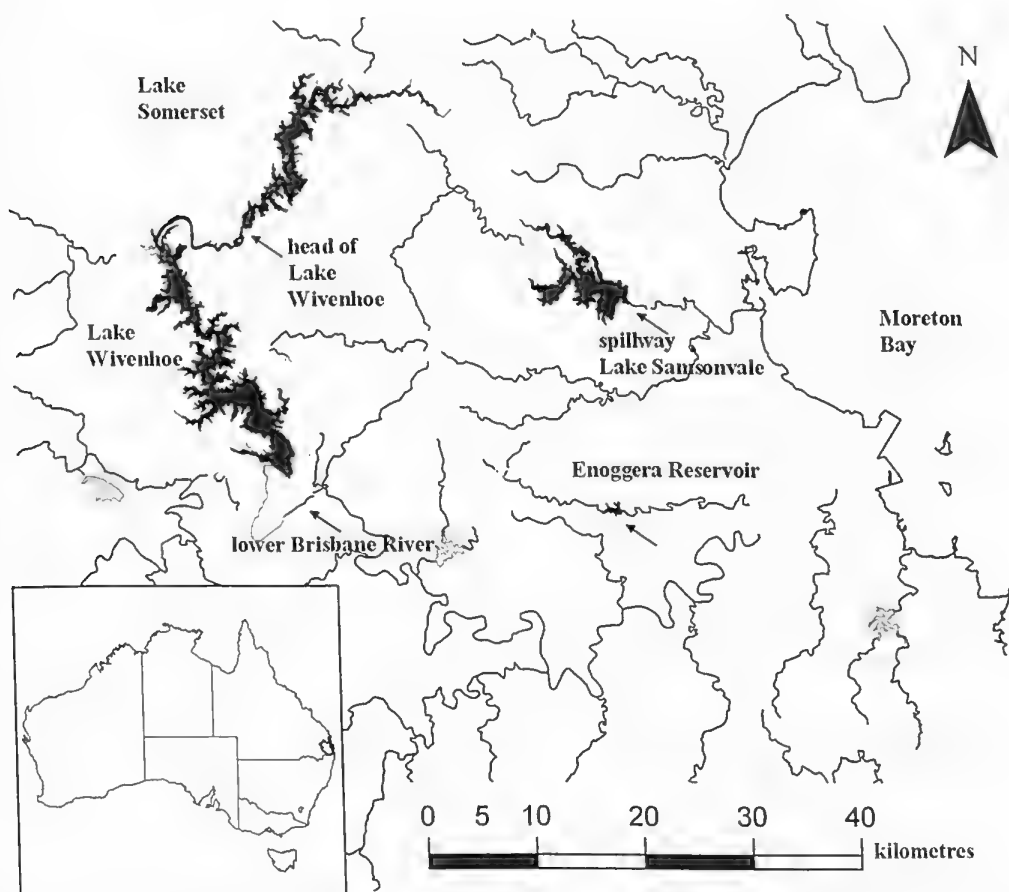 Lake
Somerset
N
head of
Lake
Wivenhoe
Lake
Wivenhoe
spillway
Lake Samsonvale
Moreton
Bay
Enoggera Reservoir
lower Brisbane River
0 5 10 20 30 40
kilometres